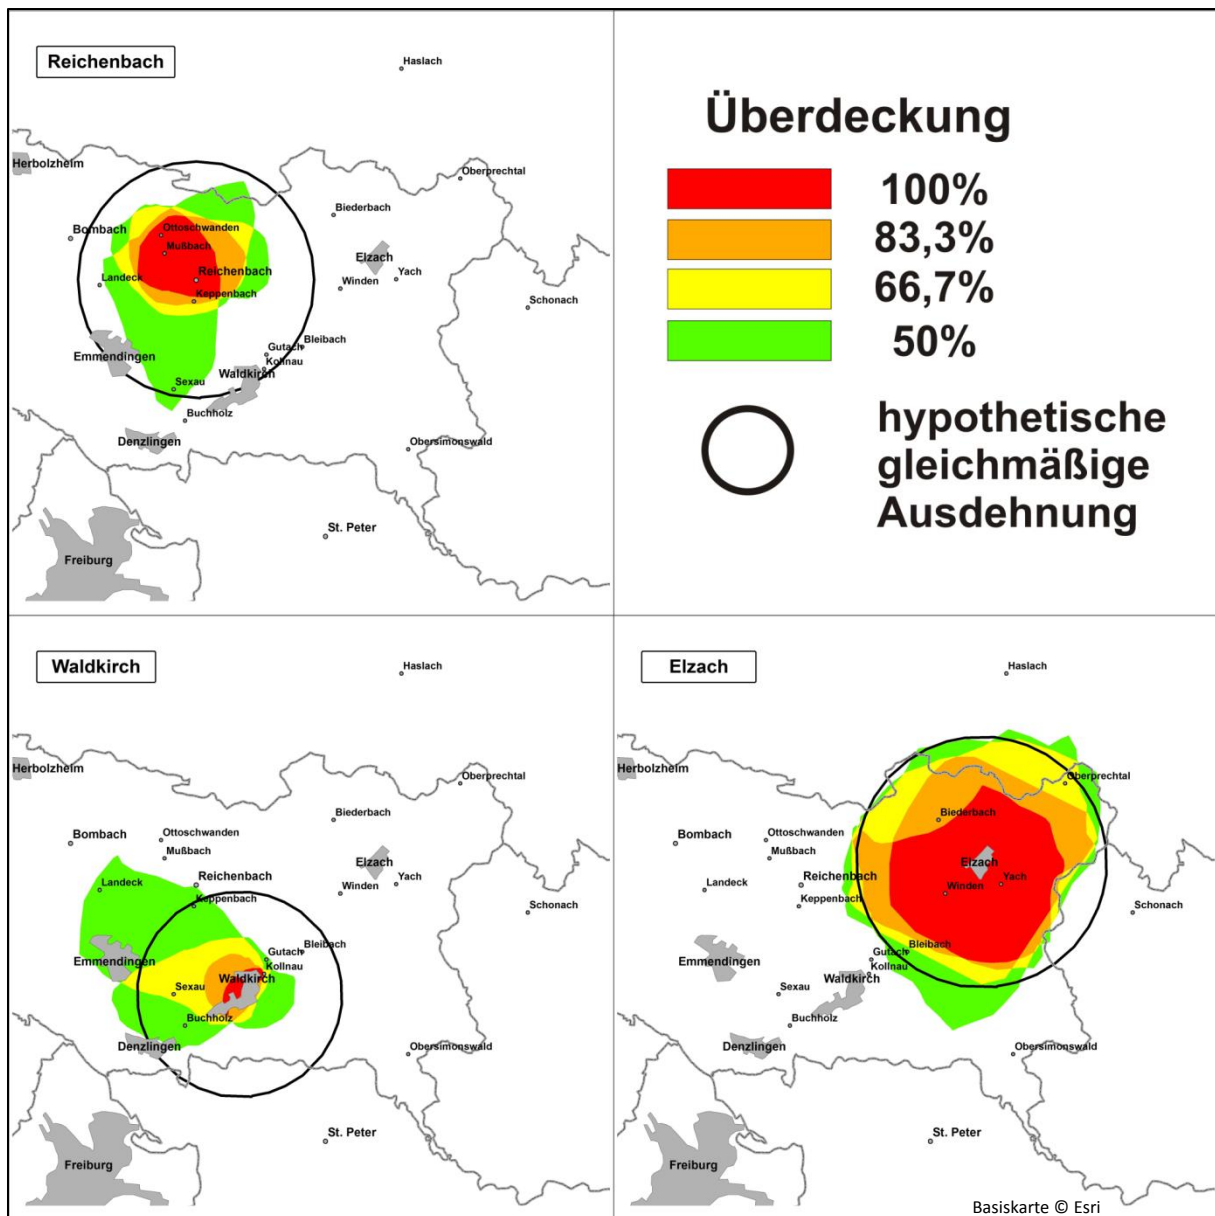 Reichenbach
Haslach
Herbolzheim
Oberprechtal
Biederbach
Bombach
Ottoschwanden
Mußbach
Elzach
Reichenbach
Yach
Landeck
Winden
Keppenbach
Schonach
Bleibach
Gutach
Emmendingen
Kollnau
Waldkirch
Sexau
Buchholz
Denzlingen
Obersimonswald
St. Peter
Freiburg
Überdeckung
100%
83,3%
66,7%
50%
hypothetische
gleichmäßige
Ausdehnung
Waldkirch
Haslach
Herbolzheim
Oberprechtal
Biederbach
Bombach
Ottoschwanden
Mußbach
Elzach
Reichenbach
Yach
Landeck
Winden
Keppenbach
Schonach
Bleibach
Gutach
Emmendingen
Kollnau
Waldkirch
Sexau
Buchholz
Denzlingen
Obersimonswald
St. Peter
Freiburg
Elzach
Haslach
Herbolzheim
Oberprechtal
Biederbach
Bombach
Ottoschwanden
Mußbach
Elzach
Reichenbach
Yach
Landeck
Winden
Keppenbach
Schonach
Bleibach
Gutach
Emmendingen
Kollnau
Waldkirch
Sexau
Buchholz
Denzlingen
Obersimonswald
St. Peter
Freiburg
Basiskarte © Esri